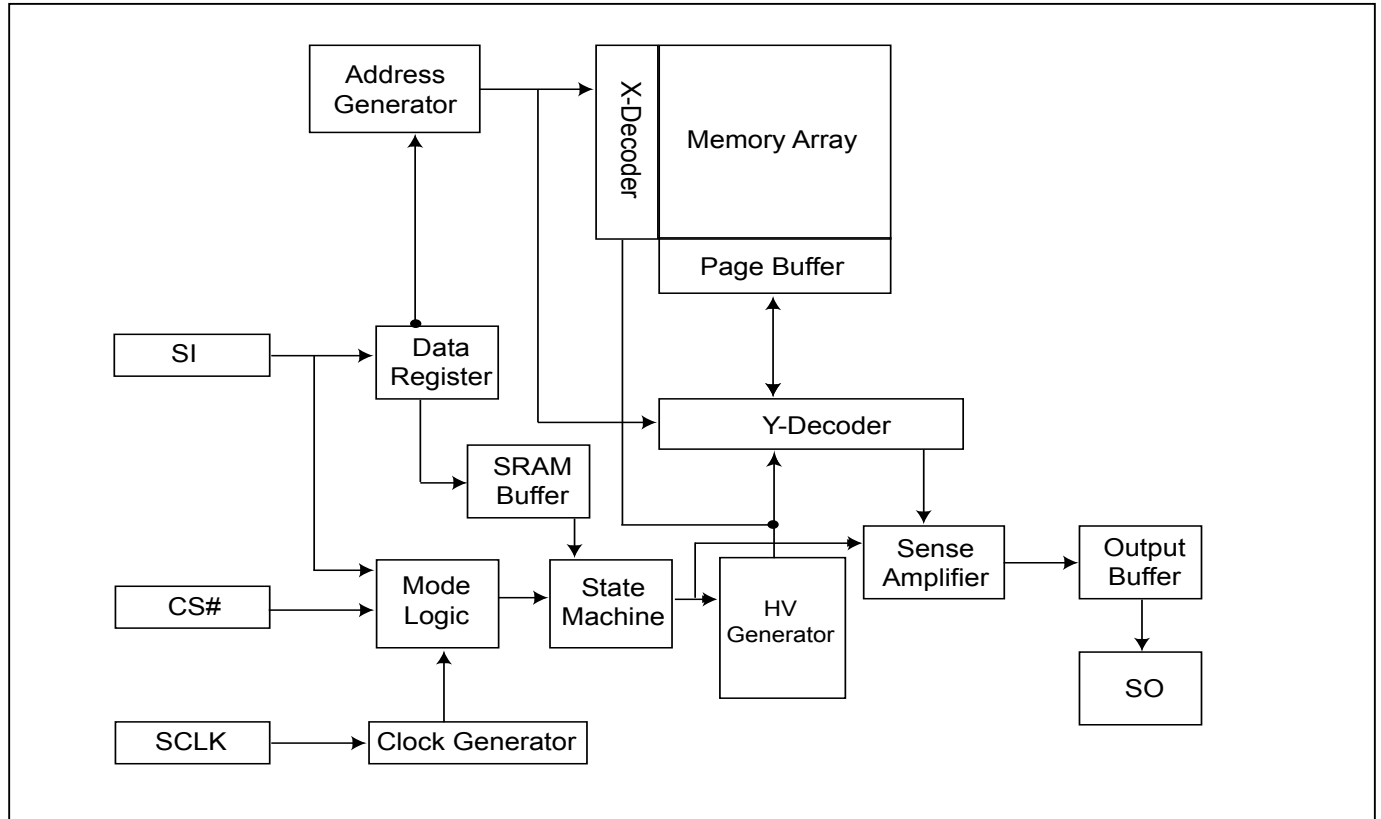 Address
Generator
X-Decoder
Memory Array
Page Buffer
SI
Data
Register
Y-Decoder
SRAM
Buffer
Sense
Amplifier
Output
Buffer
CS#
Mode
Logic
State
Machine
HV
Generator
SO
SCLK
Clock Generator